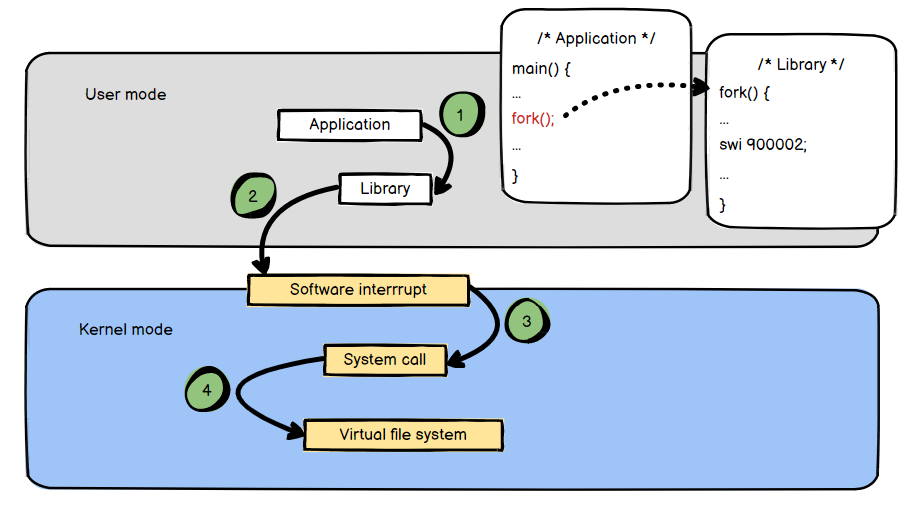 /* Application */
main() {
...
fork();
...
}
/* Library */
fork() {
...
swi 900002;
...
}
User mode
Application
1
Library
2
Software interrrupt
Kernel mode
3
System call
4
Virtual file system